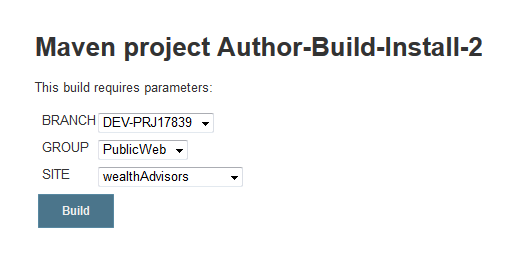 Maven project Author-Build-Install-2
This build requires parameters:
BRANCH DEV-PRJ17839
GROUP PublicWeb
SITE wealthAdvisors
Build